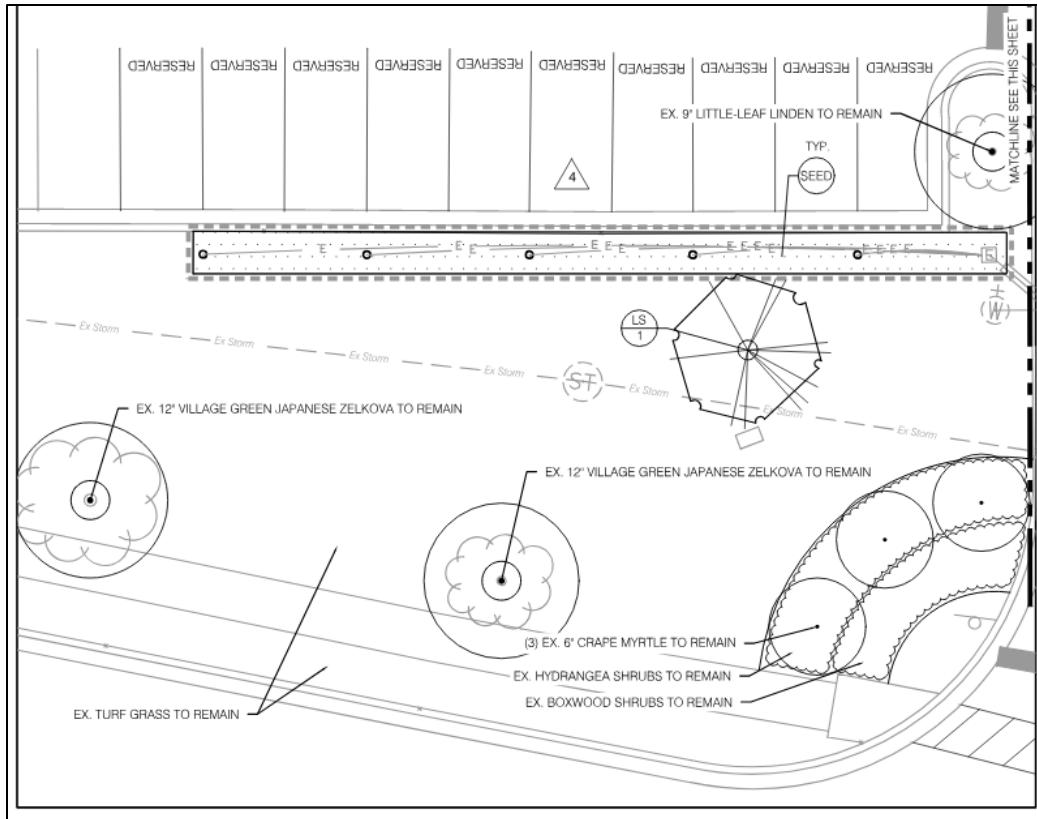 RESERVED RESERVED RESERVED RESERVED RESERVED RESERVED RESERVED RESERVED RESERVED RESERVED
MATCHLINE SEE THIS SHEET
EX. 9" LITTLE-LEAF LINDEN TO REMAIN
TYP.
SEED
4
E E E E E E E E E E E E E E
E
W
LS
1
Ex Storm Ex Storm Ex Storm Ex Storm ST Ex Storm Ex Storm Ex Storm
EX. 12" VILLAGE GREEN JAPANESE ZELKOVA TO REMAIN
EX. 12" VILLAGE GREEN JAPANESE ZELKOVA TO REMAIN
(3) EX. 6" CRAPE MYRTLE TO REMAIN
EX. HYDRANGEA SHRUBS TO REMAIN
EX. BOXWOOD SHRUBS TO REMAIN
EX. TURF GRASS TO REMAIN